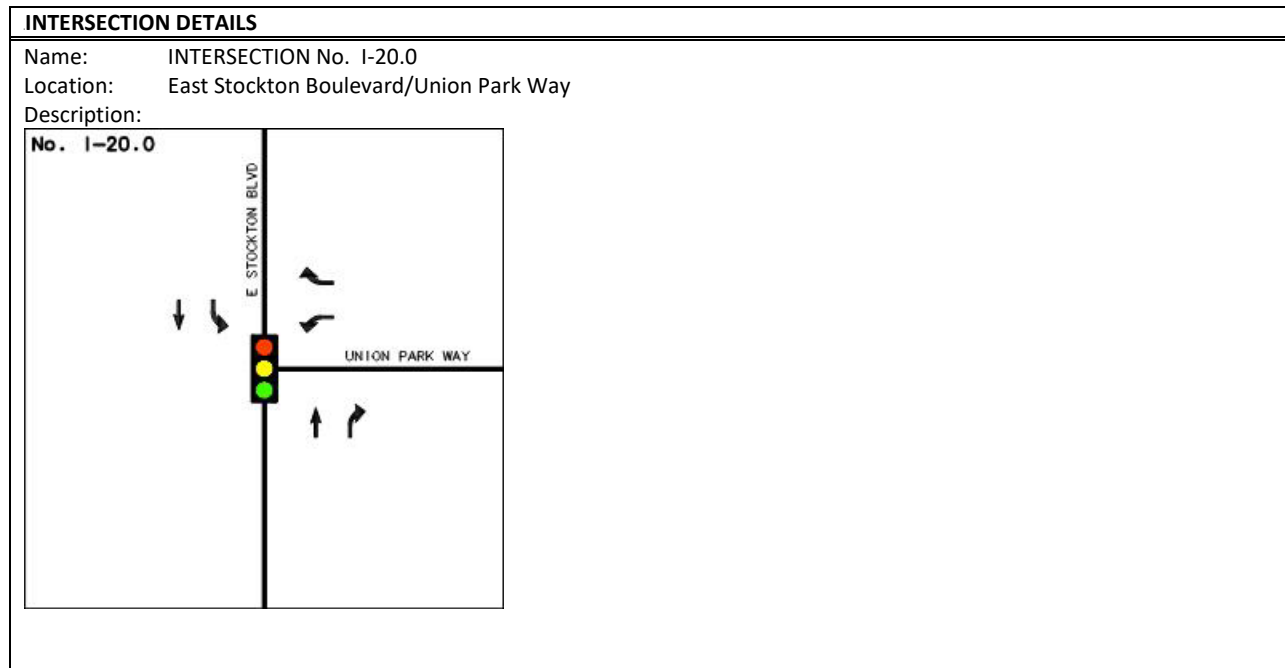 INTERSECTION DETAILS
Name: INTERSECTION No. I-20.0
Location: East Stockton Boulevard/Union Park Way
Description:
No. I-20.0
E STOCKTON BLVD
UNION PARK WAY